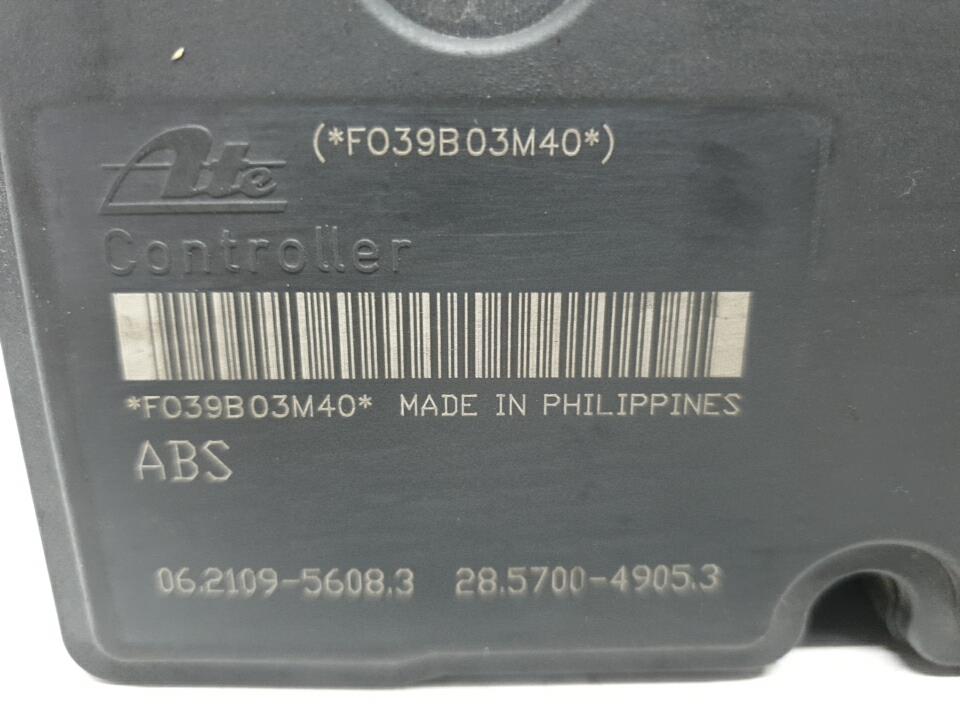 Ate (*F039B03M40*)
Controller
*F039B03M40* MADE IN PHILIPPINES
ABS
06.2109-5608.3 28.5700-4905.3